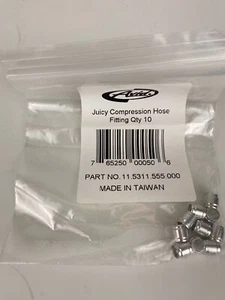 Avid
Juicy Compression Hose
Fitting Qty 10
7 65250 00050 6
PART NO. 11.5311.555.000
MADE IN TAIWAN